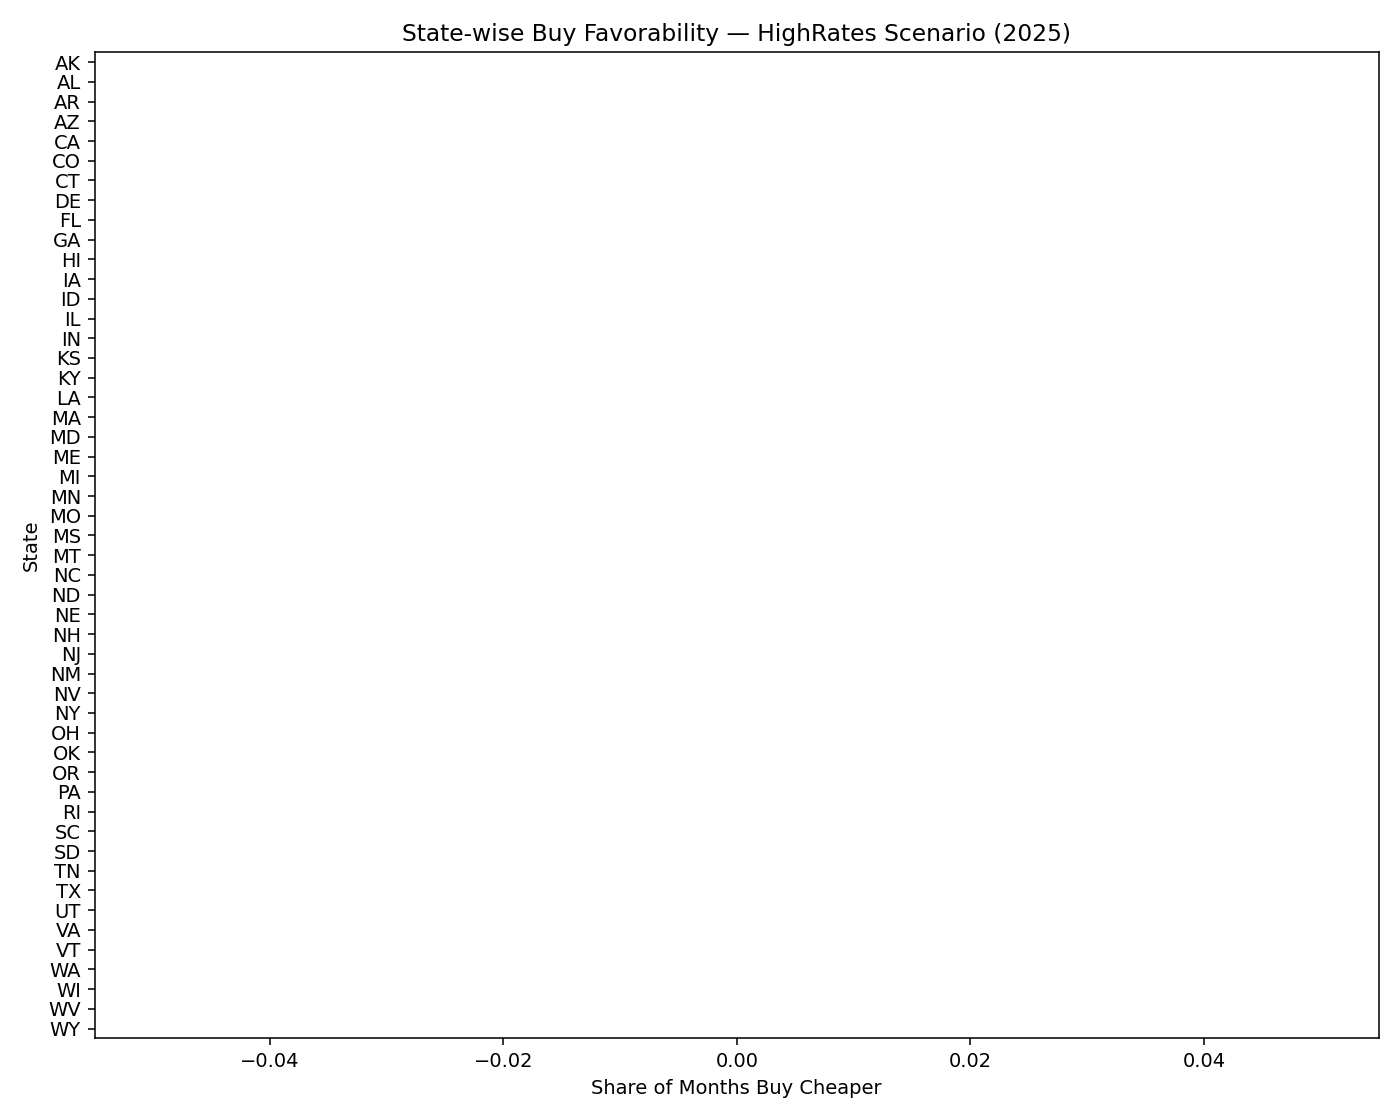 State-wise Buy Favorability — HighRates Scenario (2025)
AK
AL
AR
AZ
CA
CO
CT
DE
FL
GA
HI
IA
ID
IL
IN
KS
KY
LA
MA
MD
ME
MI
MN
MO
MS
MT
NC
ND
NE
NH
NJ
NM
NV
NY
OH
OK
OR
PA
RI
SC
SD
TN
TX
UT
VA
VT
WA
WI
WV
WY
State
−0.04 −0.02 0.00 0.02 0.04
Share of Months Buy Cheaper